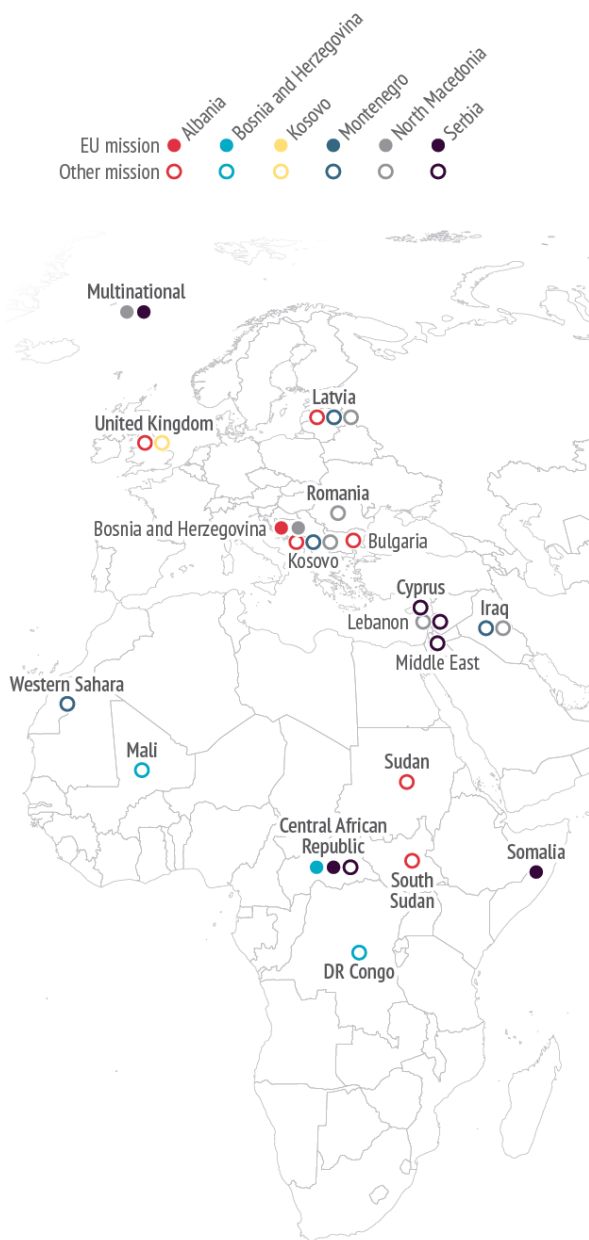 Albania
Bosnia and Herzegovina
Kosovo
Montenegro
North Macedonia
Serbia
EU mission
Other mission
Multinational
Latvia
United Kingdom
Romania
Bosnia and Herzegovina
Bulgaria
Kosovo
Cyprus
Iraq
Lebanon
Middle East
Western Sahara
Mali
Sudan
Central African
Republic
Somalia
South
Sudan
DR Congo